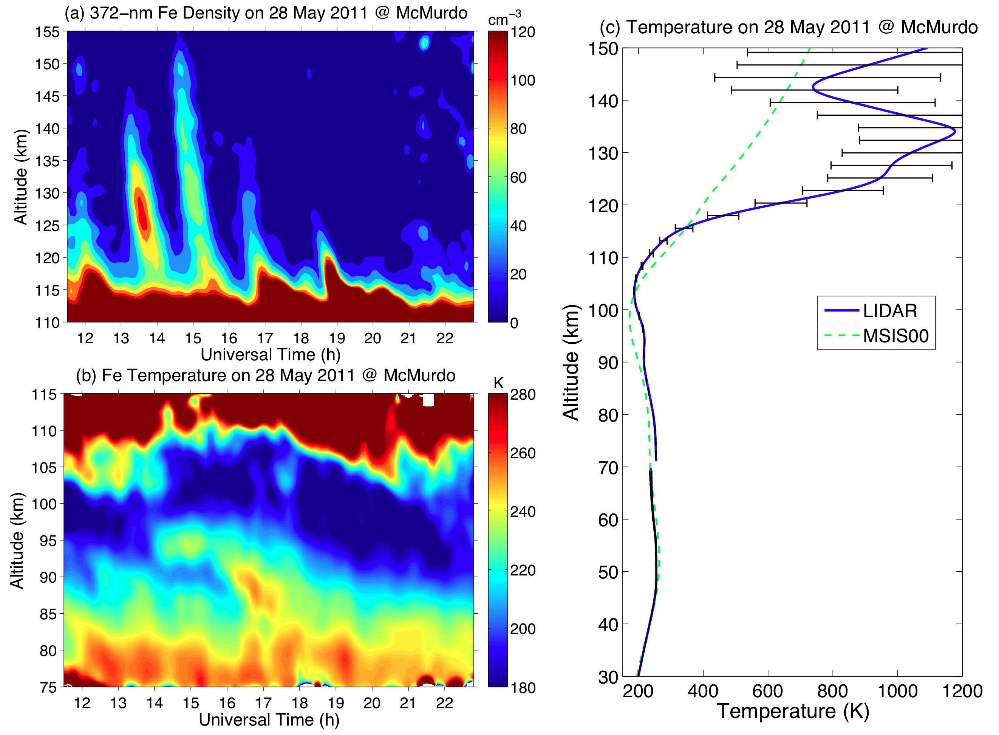 (a) 372−nm Fe Density on 28 May 2011 @ McMurdo
cm−3
155
150
145
140
135
130
125
120
115
110
Altitude (km)
12 13 14 15 16 17 18 19 20 21 22
Universal Time (h)
120
100
80
60
40
20
0
(b) Fe Temperature on 28 May 2011 @ McMurdo
K
115
110
105
100
95
90
85
80
75
Altitude (km)
12 13 14 15 16 17 18 19 20 21 22
Universal Time (h)
280
260
240
220
200
180
(c) Temperature on 28 May 2011 @ McMurdo
150
140
130
120
110
100
90
80
70
60
50
40
30
Altitude (km)
LIDAR
MSIS00
200 400 600 800 1000 1200
Temperature (K)